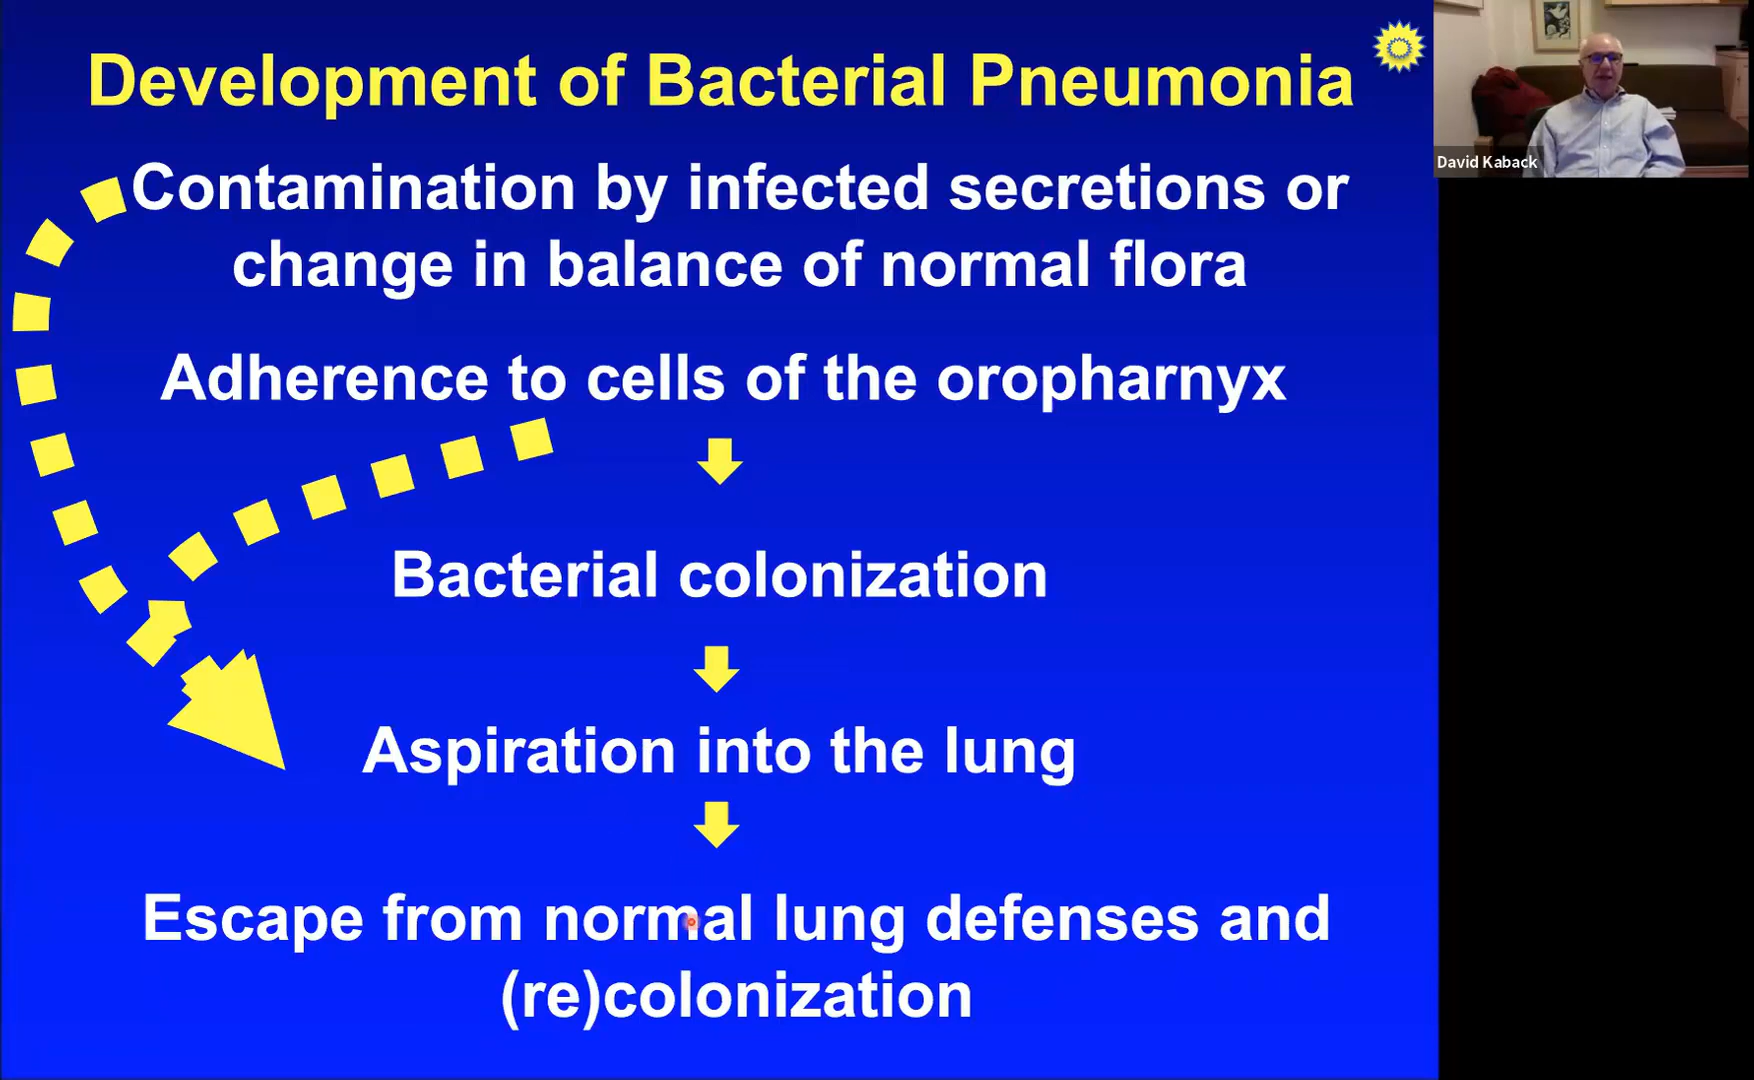 Development of Bacterial Pneumonia
Contamination by infected secretions or
change in balance of normal flora
Adherence to cells of the oropharnyx
Bacterial colonization
Aspiration into the lung
Escape from normal lung defenses and
(re)colonization
David Kaback